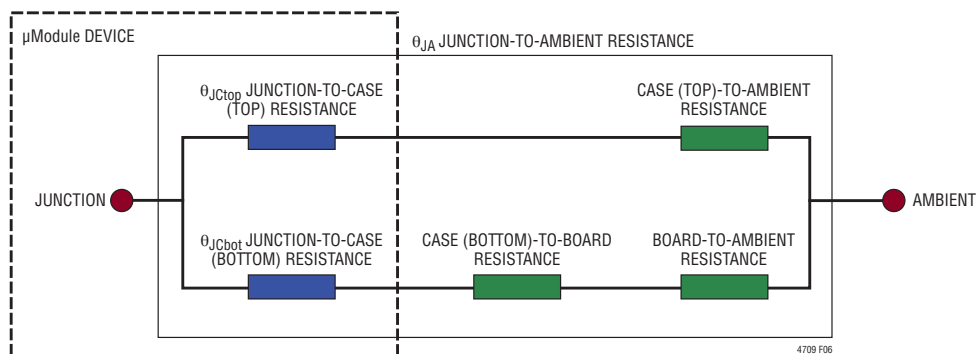 µModule DEVICE
θJA JUNCTION-TO-AMBIENT RESISTANCE
θJCtop JUNCTION-TO-CASE
(TOP) RESISTANCE
CASE (TOP)-TO-AMBIENT
RESISTANCE
JUNCTION
AMBIENT
θJCbot JUNCTION-TO-CASE
(BOTTOM) RESISTANCE
CASE (BOTTOM)-TO-BOARD
RESISTANCE
BOARD-TO-AMBIENT
RESISTANCE
4709 F06